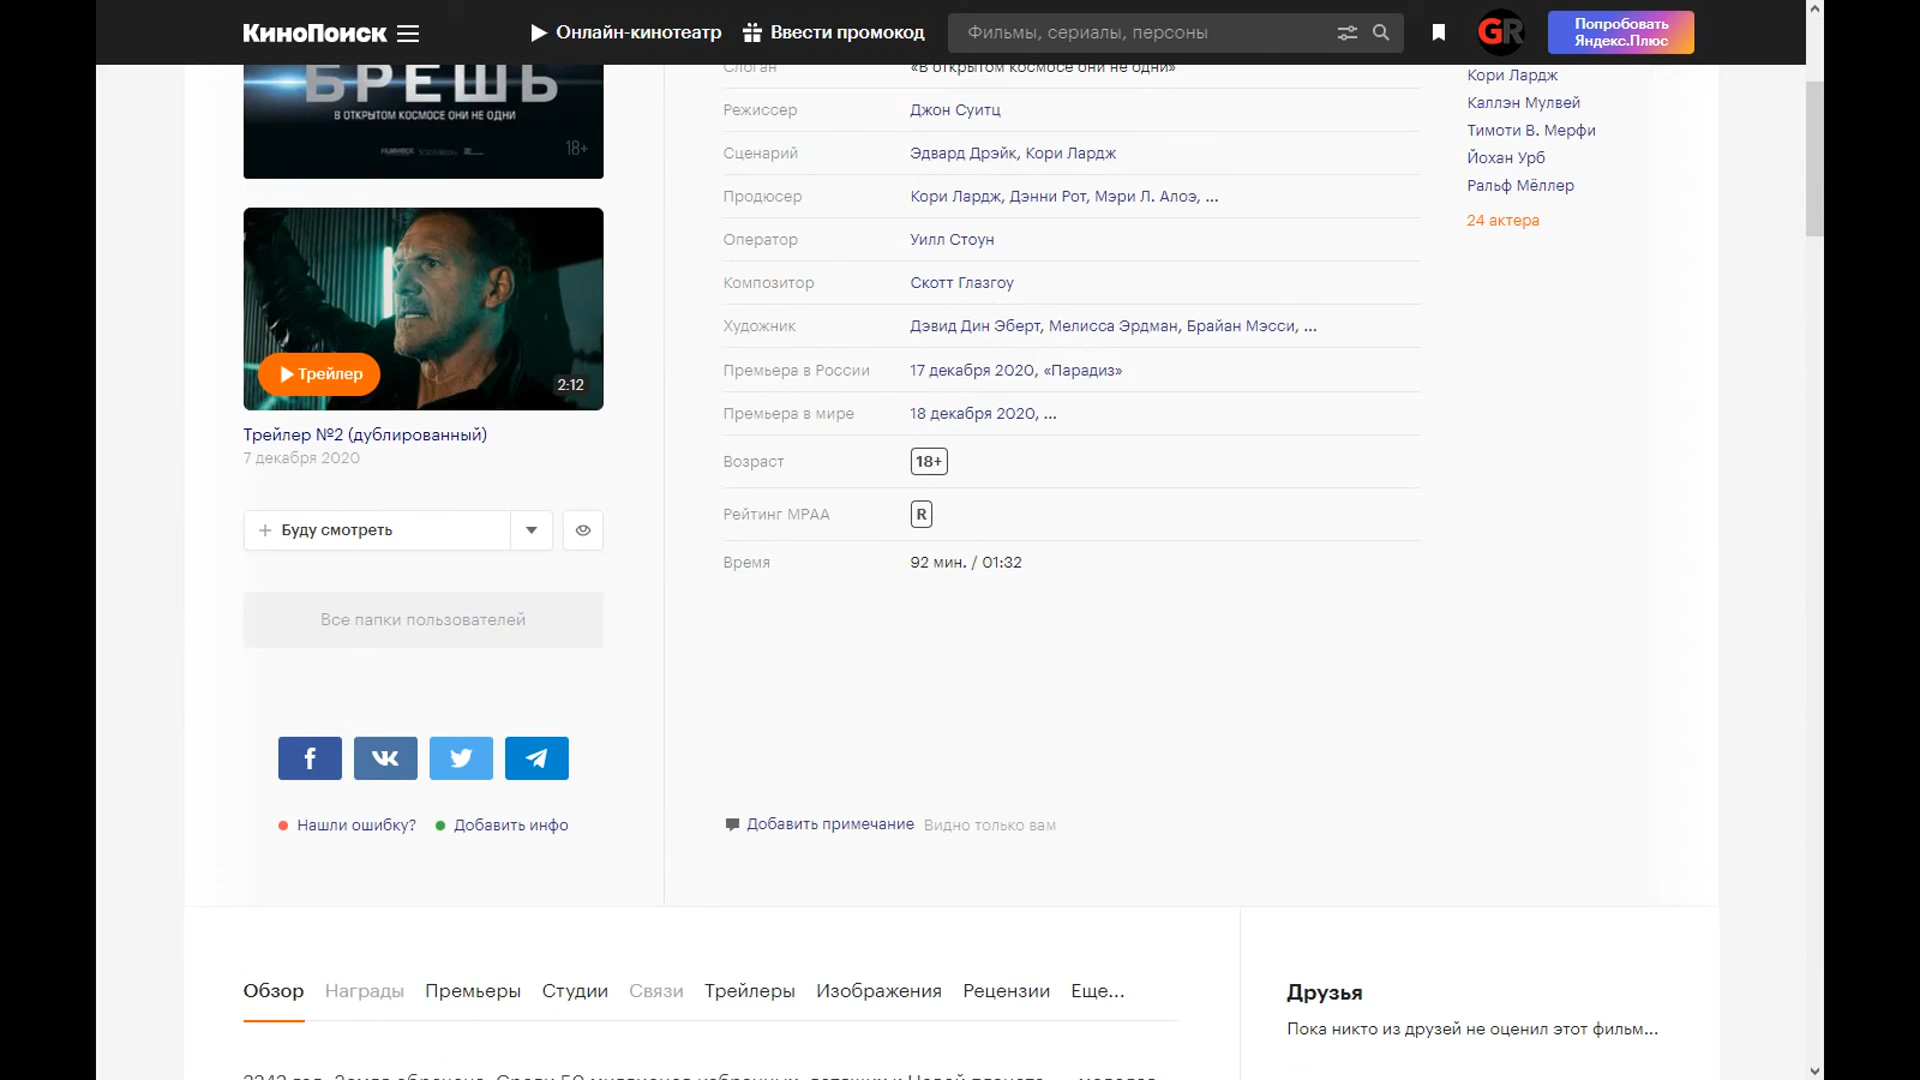 КиноПоиск
Онлайн-кинотеатр
Ввести промокод
Фильмы, сериалы, персоны
GR
Попробовать
Яндекс.Плюс
БРЕШЬ
В ОТКРЫТОМ КОСМОСЕ ОНИ НЕ ОДНИ
18+
Трейлер
2:12
Трейлер №2 (дублированный)
7 декабря 2020
Буду смотреть
Все папки пользователей
Нашли ошибку?
Добавить инфо
Слоган «В открытом космосе они не одни»
Режиссер Джон Суитц
Сценарий Эдвард Дрэйк, Кори Лардж
Продюсер Кори Лардж, Дэнни Рот, Мэри Л. Алоэ, ...
Оператор Уилл Стоун
Композитор Скотт Глазгоу
Художник Дэвид Дин Эберт, Мелисса Эрдман, Брайан Мэсси, ...
Премьера в России 17 декабря 2020, «Парадиз»
Премьера в мире 18 декабря 2020, ...
Возраст 18+
Рейтинг MPAA R
Время 92 мин. / 01:32
Добавить примечание Видно только вам
Кори Лардж
Каллэн Мулвей
Тимоти В. Мерфи
Йохан Урб
Ральф Мёллер
24 актера
Обзор Награды Премьеры Студии Связи Трейлеры Изображения Рецензии Еще...
Друзья
Пока никто из друзей не оценил этот фильм...